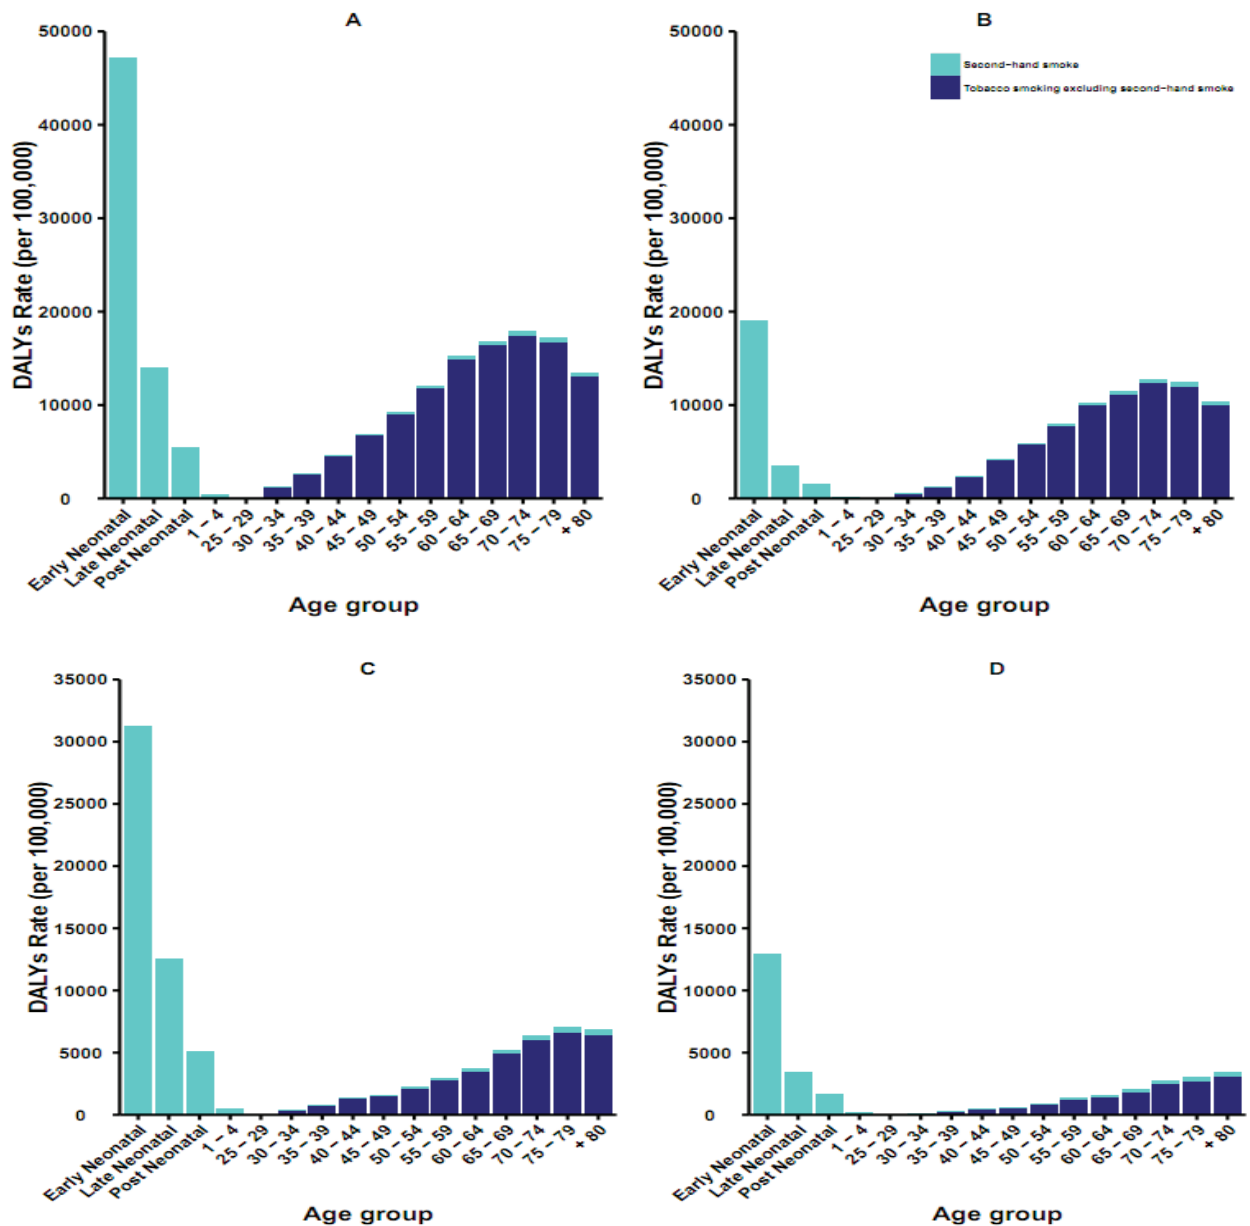 A
50000
40000
30000
20000
10000
0
DALYs Rate (per 100,000)
Early Neonatal
Late Neonatal
Post Neonatal
1 – 4
25 – 29
30 – 34
35 – 39
40 – 44
45 – 49
50 – 54
55 – 59
60 – 64
65 – 69
70 – 74
75 – 79
+ 80
Age group
B
50000
40000
30000
20000
10000
0
DALYs Rate (per 100,000)
Second-hand smoke
Tobacco smoking excluding second-hand smoke
Early Neonatal
Late Neonatal
Post Neonatal
1 – 4
25 – 29
30 – 34
35 – 39
40 – 44
45 – 49
50 – 54
55 – 59
60 – 64
65 – 69
70 – 74
75 – 79
+ 80
Age group
C
35000
30000
25000
20000
15000
10000
5000
0
DALYs Rate (per 100,000)
Early Neonatal
Late Neonatal
Post Neonatal
1 – 4
25 – 29
30 – 34
35 – 39
40 – 44
45 – 49
50 – 54
55 – 59
60 – 64
65 – 69
70 – 74
75 – 79
+ 80
Age group
D
35000
30000
25000
20000
15000
10000
5000
0
DALYs Rate (per 100,000)
Early Neonatal
Late Neonatal
Post Neonatal
1 – 4
25 – 29
30 – 34
35 – 39
40 – 44
45 – 49
50 – 54
55 – 59
60 – 64
65 – 69
70 – 74
75 – 79
+ 80
Age group